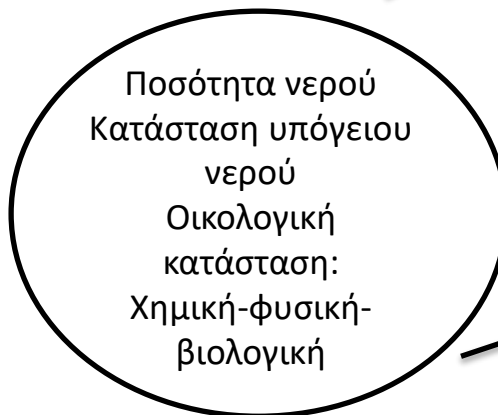 Ποσότητα νερού
Κατάσταση υπόγειου
νερού
Οικολογική
κατάσταση:
Χημική-φυσική-
βιολογική